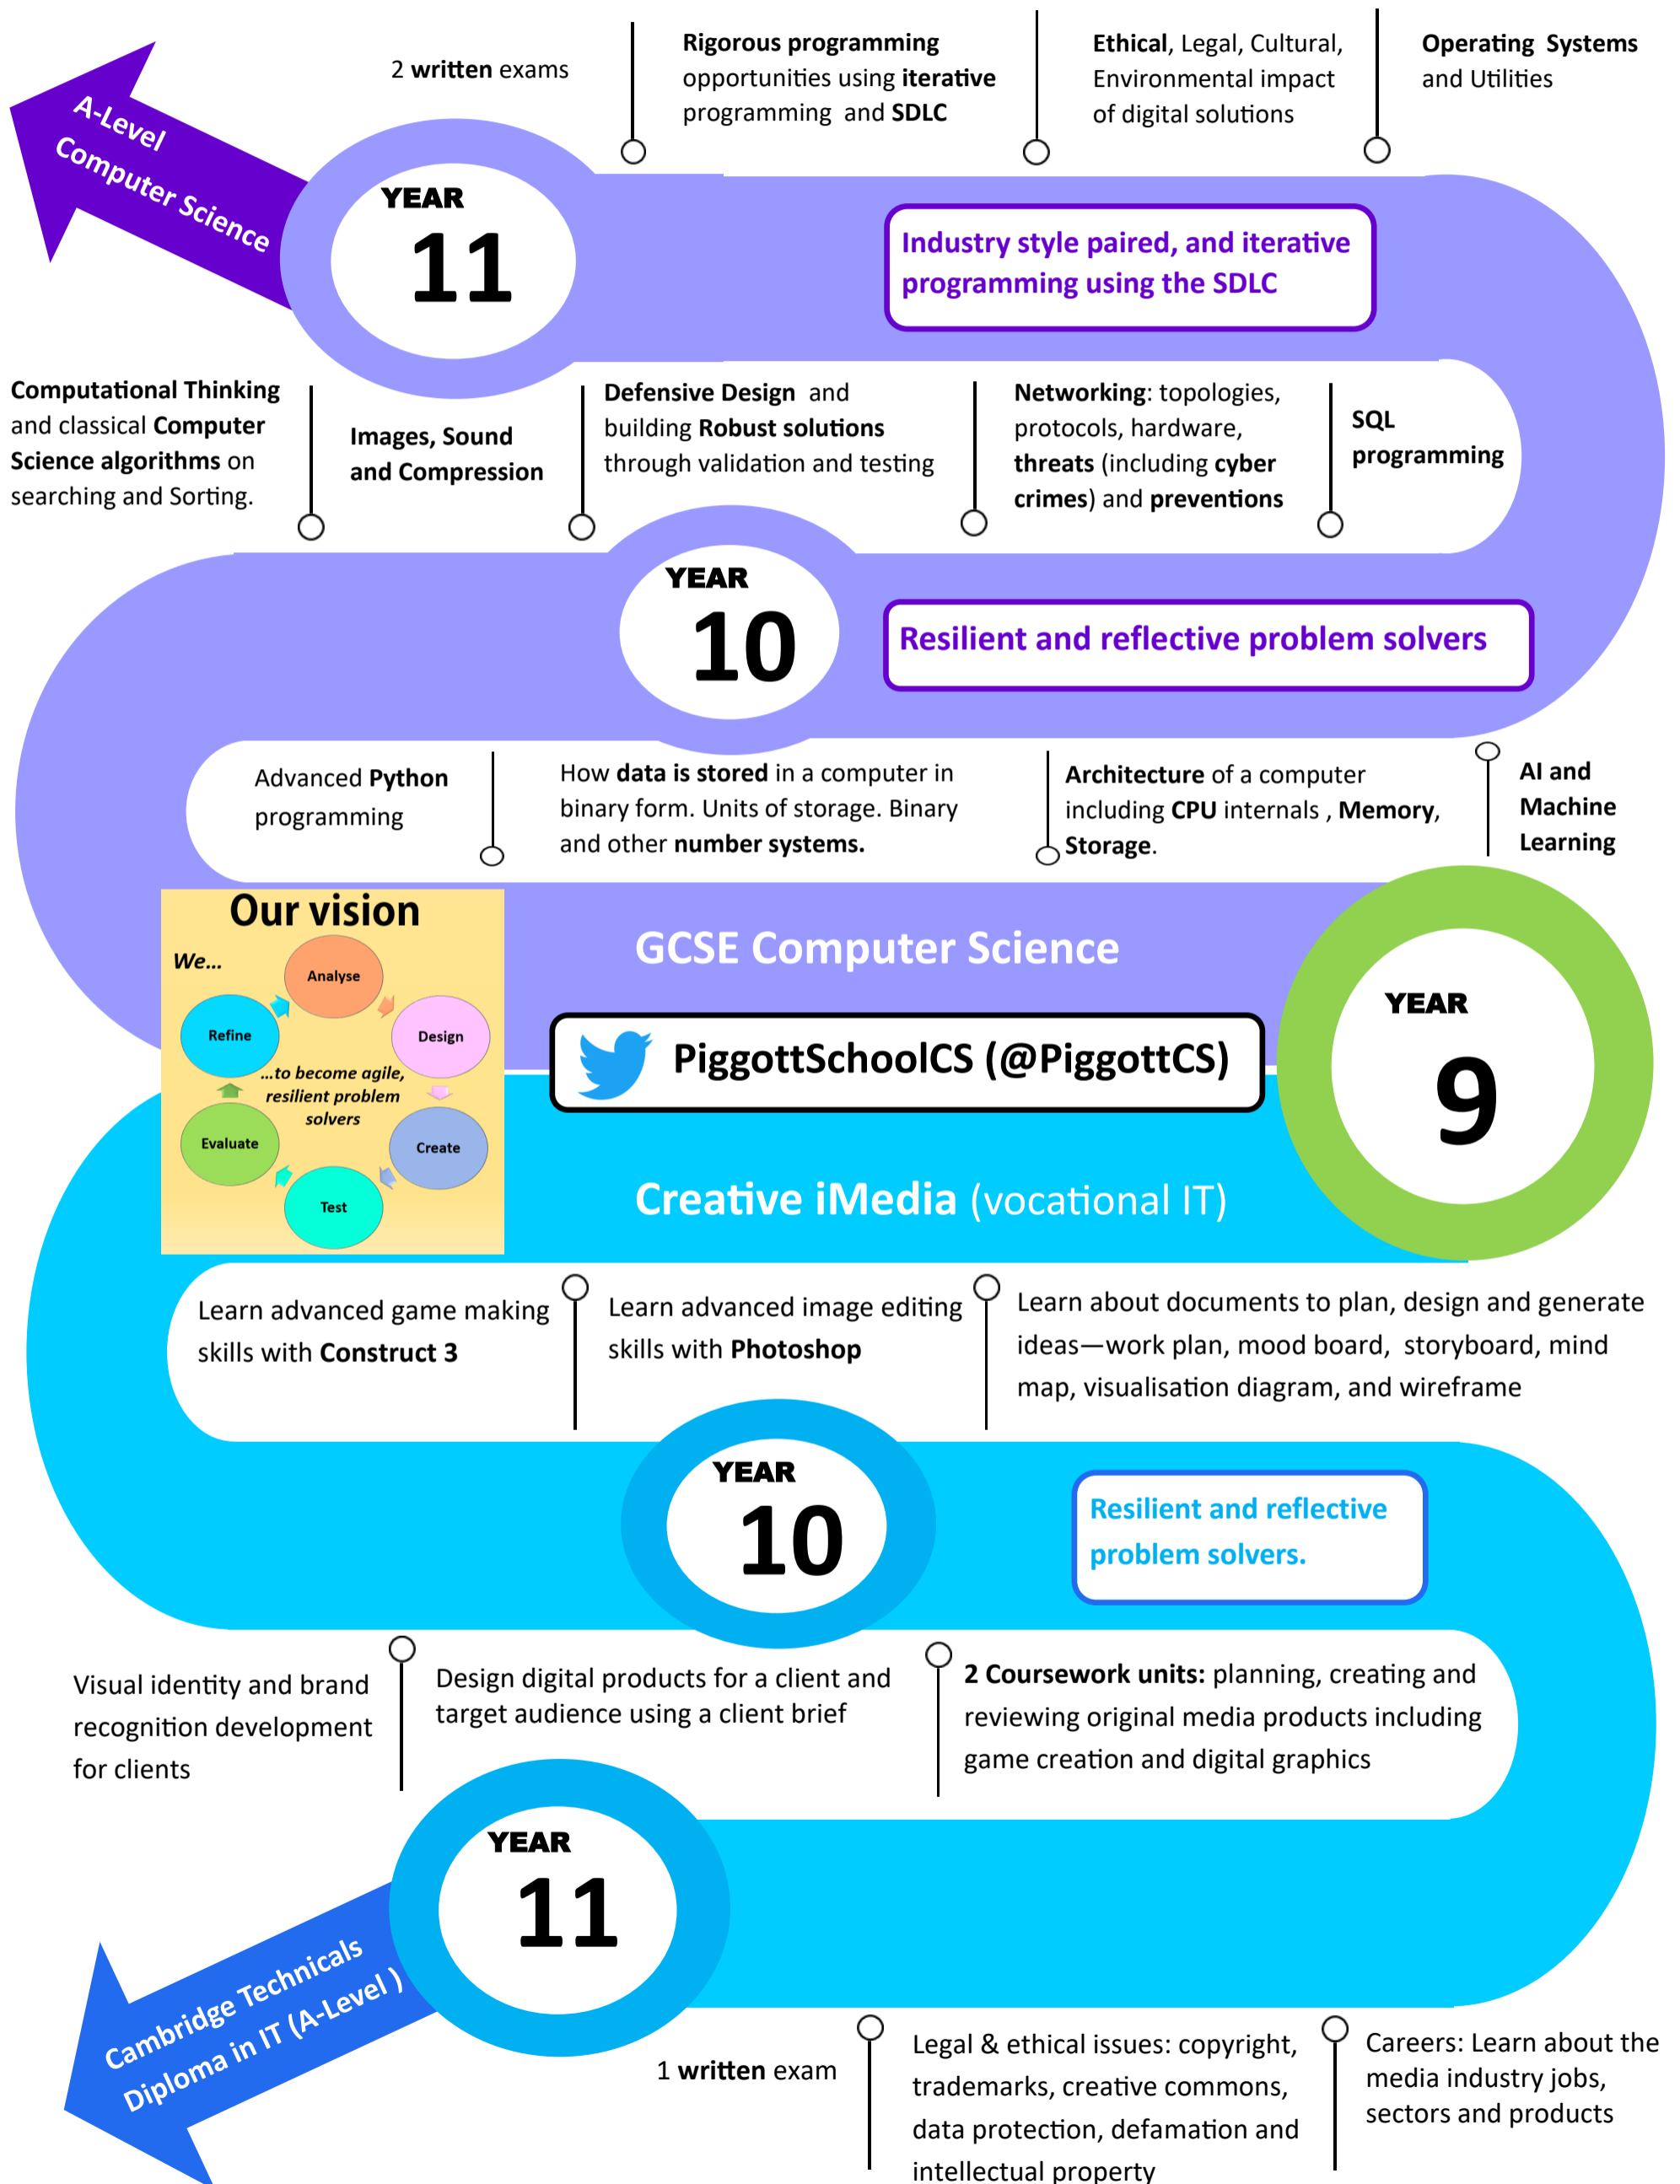 2 written exams
Rigorous programming
opportunities using iterative
programming and SDLC
Ethical, Legal, Cultural,
Environmental impact
of digital solutions
Operating Systems
and Utilities
A-Level
Computer Science
YEAR
11
Industry style paired, and iterative
programming using the SDLC
Computational Thinking
and classical Computer
Science algorithms on
searching and Sorting.
Images, Sound
and Compression
Defensive Design and
building Robust solutions
through validation and testing
Networking: topologies,
protocols, hardware,
threats (including cyber
crimes) and preventions
SQL
programming
YEAR
10
Resilient and reflective problem solvers
Advanced Python
programming
How data is stored in a computer in
binary form. Units of storage. Binary
and other number systems.
Architecture of a computer
including CPU internals , Memory,
Storage.
AI and
Machine
Learning
Our vision
We...
Analyse
Design
Create
Test
Evaluate
Refine
...to become agile,
resilient problem
solvers
GCSE Computer Science
PiggottSchoolCS (@PiggottCS)
Creative iMedia (vocational IT)
YEAR
9
Learn advanced game making
skills with Construct 3
Learn advanced image editing
skills with Photoshop
Learn about documents to plan, design and generate
ideas—work plan, mood board, storyboard, mind
map, visualisation diagram, and wireframe
YEAR
10
Resilient and reflective
problem solvers.
Visual identity and brand
recognition development
for clients
Design digital products for a client and
target audience using a client brief
2 Coursework units: planning, creating and
reviewing original media products including
game creation and digital graphics
YEAR
11
Cambridge Technicals
Diploma in IT (A-Level )
1 written exam
Legal & ethical issues: copyright,
trademarks, creative commons,
data protection, defamation and
intellectual property
Careers: Learn about the
media industry jobs,
sectors and products